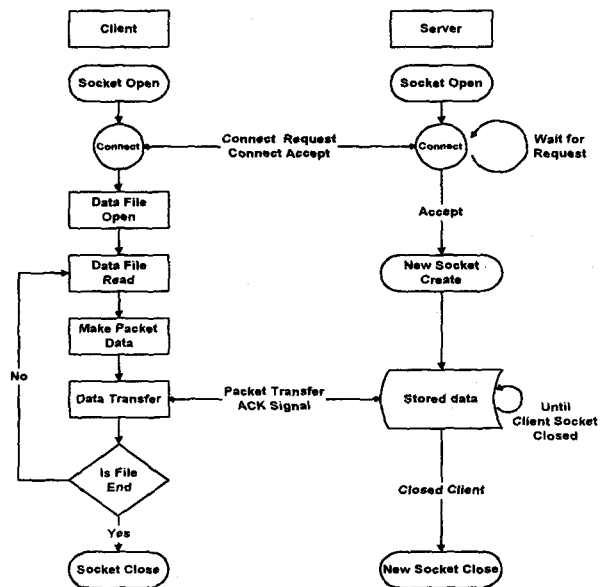 Client
Server
Socket Open
Socket Open
Connect
Connect Request
Connect Accept
Connect
Wait for
Request
Data File
Open
Accept
Data File
Read
New Socket
Create
Make Packet
Data
No
Data Transfer
Packet Transfer
ACK Signal
Stored data
Until
Client Socket
Closed
Is File
End
Closed Client
Yes
Socket Close
New Socket Close